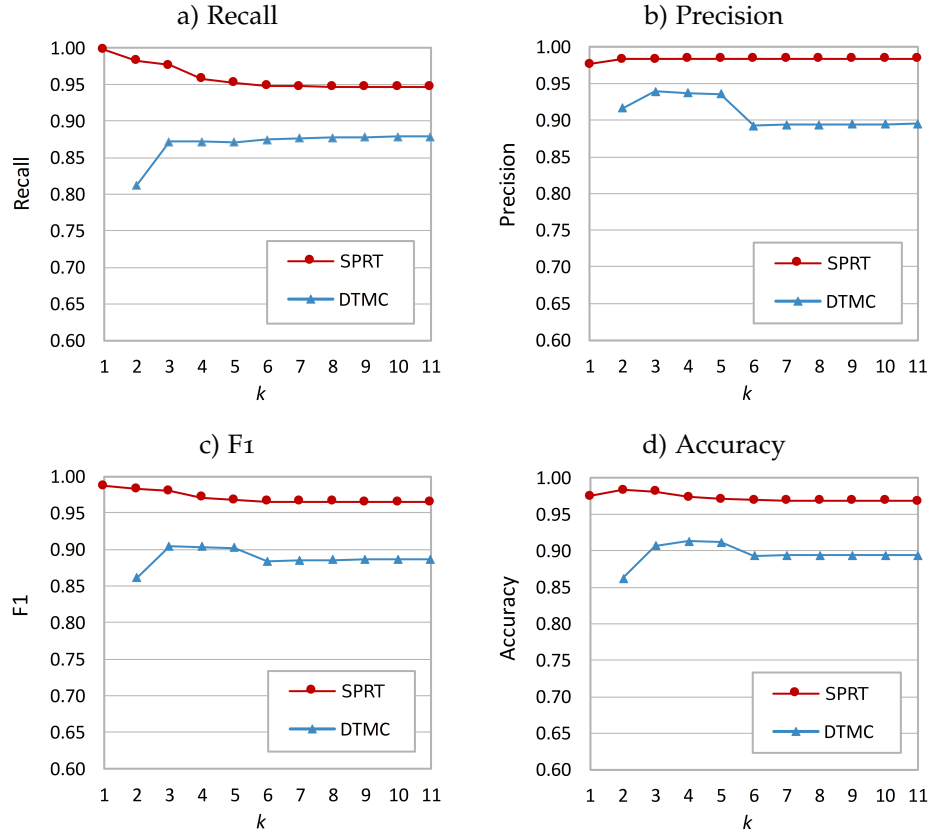 a) Recall
1.00
0.95
0.90
0.85
0.80
0.75
0.70
0.65
0.60
Recall
SPRT
DTMC
1 2 3 4 5 6 7 8 9 10 11
k
b) Precision
1.00
0.95
0.90
0.85
0.80
0.75
0.70
0.65
0.60
Precision
SPRT
DTMC
1 2 3 4 5 6 7 8 9 10 11
k
c) F1
1.00
0.95
0.90
0.85
0.80
0.75
0.70
0.65
0.60
F1
SPRT
DTMC
1 2 3 4 5 6 7 8 9 10 11
k
d) Accuracy
1.00
0.95
0.90
0.85
0.80
0.75
0.70
0.65
0.60
Accuracy
SPRT
DTMC
1 2 3 4 5 6 7 8 9 10 11
k